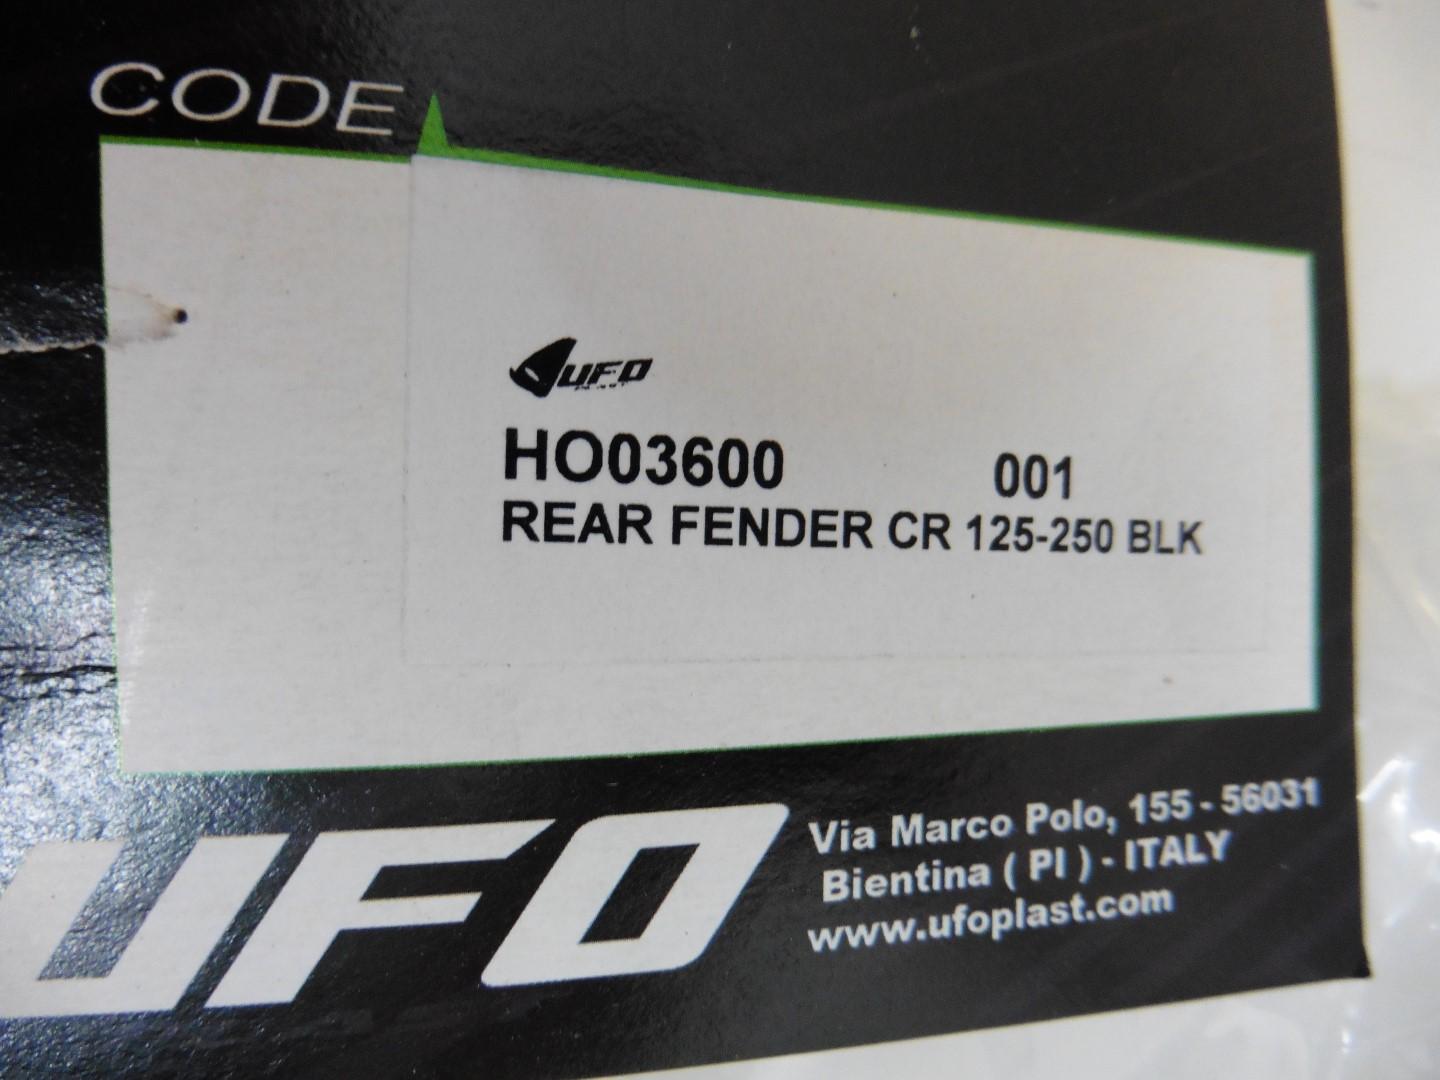 CODE
UFO
HO03600 001
REAR FENDER CR 125-250 BLK
UFO
Via Marco Polo, 155 - 56031
Bientina ( PI ) - ITALY
www.ufoplast.com